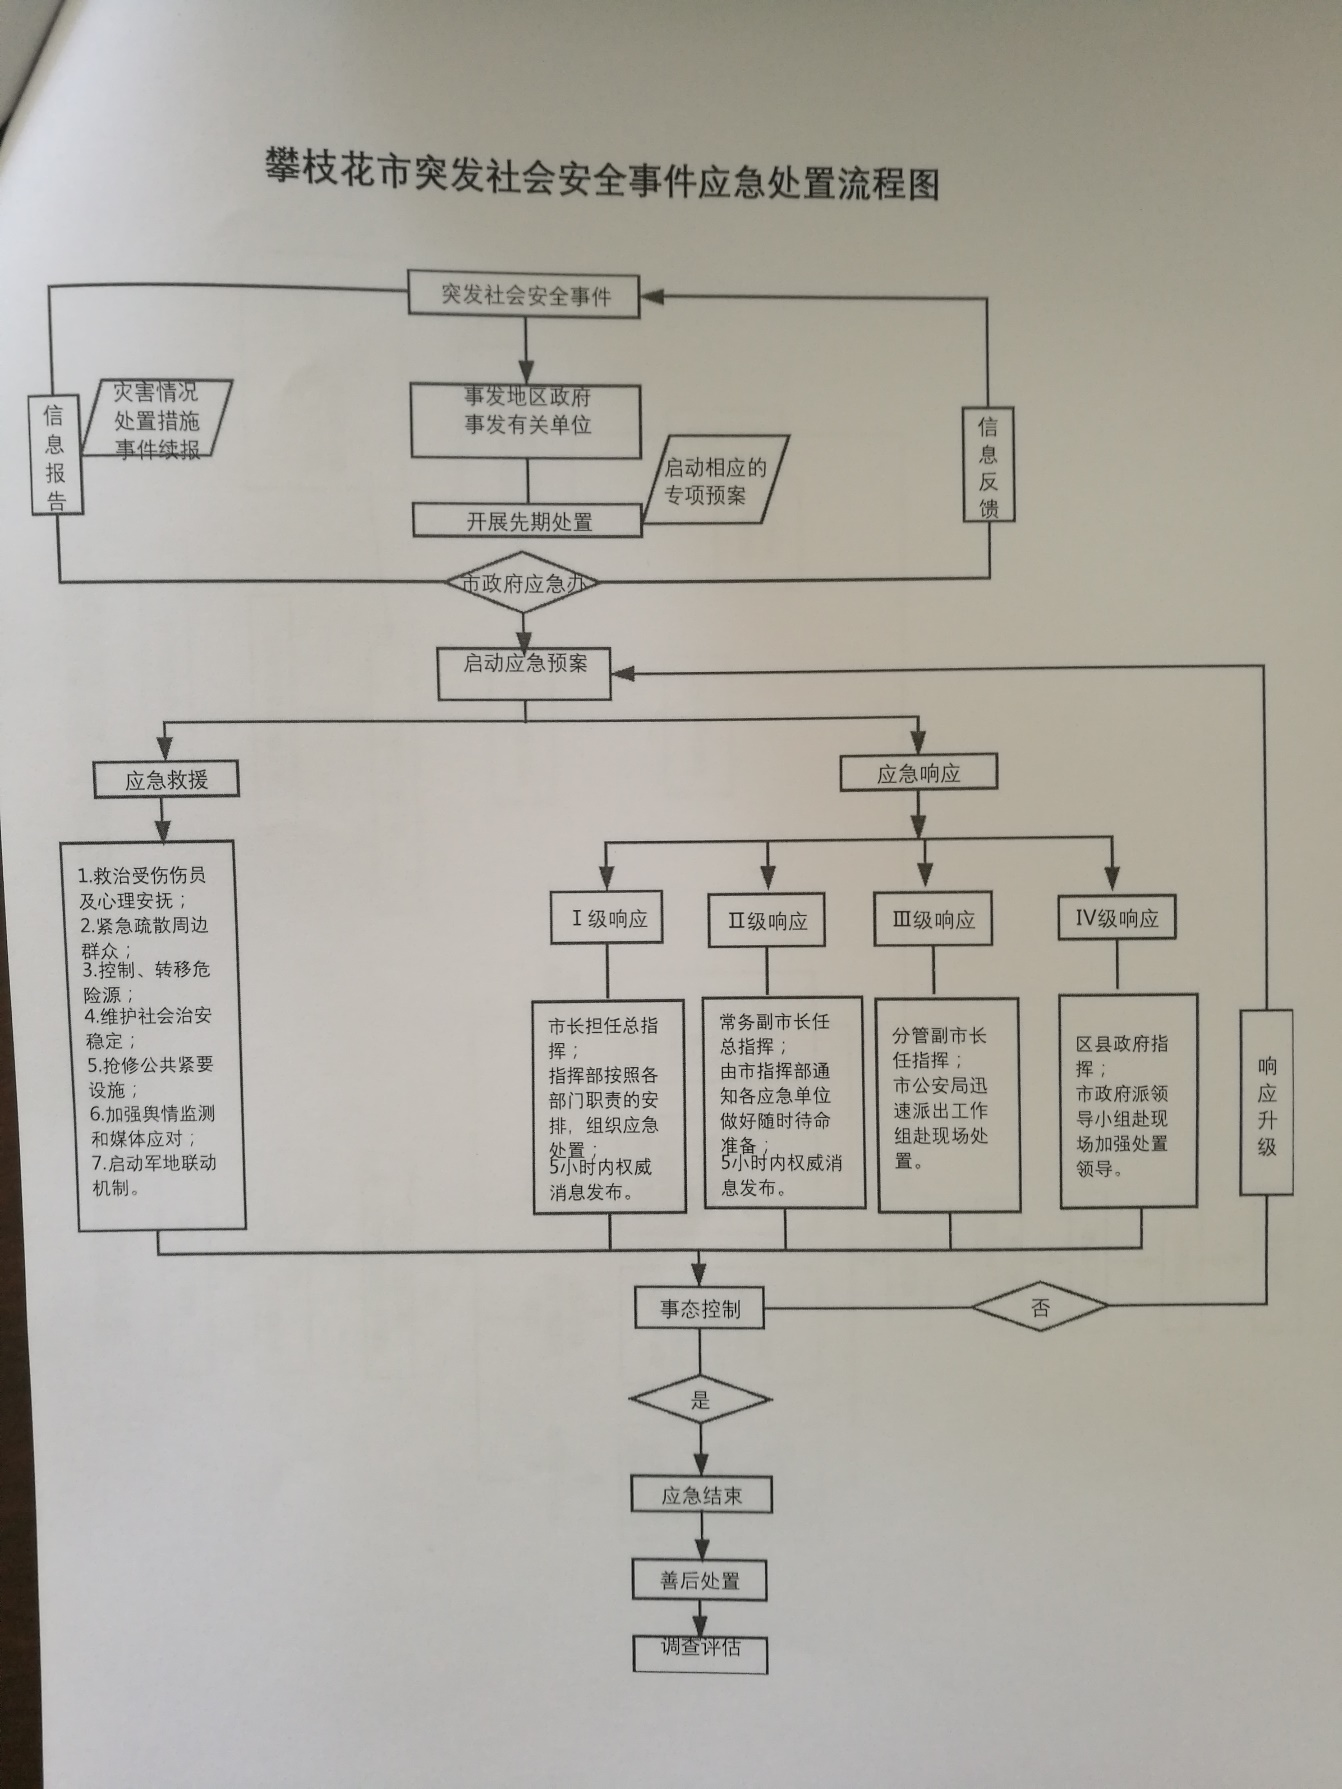 攀枝花市突发社会安全事件应急处置流程图
突发社会安全事件
信
息
报
告
灾害情况
处置措施
事件续报
事发地区政府
事发有关单位
启动相应的
专项预案
开展先期处置
信
息
反
馈
市政府应急办
启动应急预案
应急救援
应急响应
1.救治受伤伤员
及心理安抚；
2.紧急疏散周边
群众；
3.控制、转移危
险源；
4.维护社会治安
稳定；
5.抢修公共紧要
设施；
6.加强舆情监测
和媒体应对；
7.启动军地联动
机制。
Ⅰ级响应
Ⅱ级响应
Ⅲ级响应
Ⅳ级响应
市长担任总指
挥；
指挥部按照各
部门职责的安
排，组织应急
处置；
5小时内权威
消息发布。
常务副市长任
总指挥；
由市指挥部通
知各应急单位
做好随时待命
准备；
5小时内权威消
息发布。
分管副市长
任指挥；
市公安局迅
速派出工作
组赴现场处
置。
区县政府指
挥；
市政府派领
导小组赴现
场加强处置
领导。
响
应
升
级
事态控制
否
是
应急结束
善后处置
调查评估